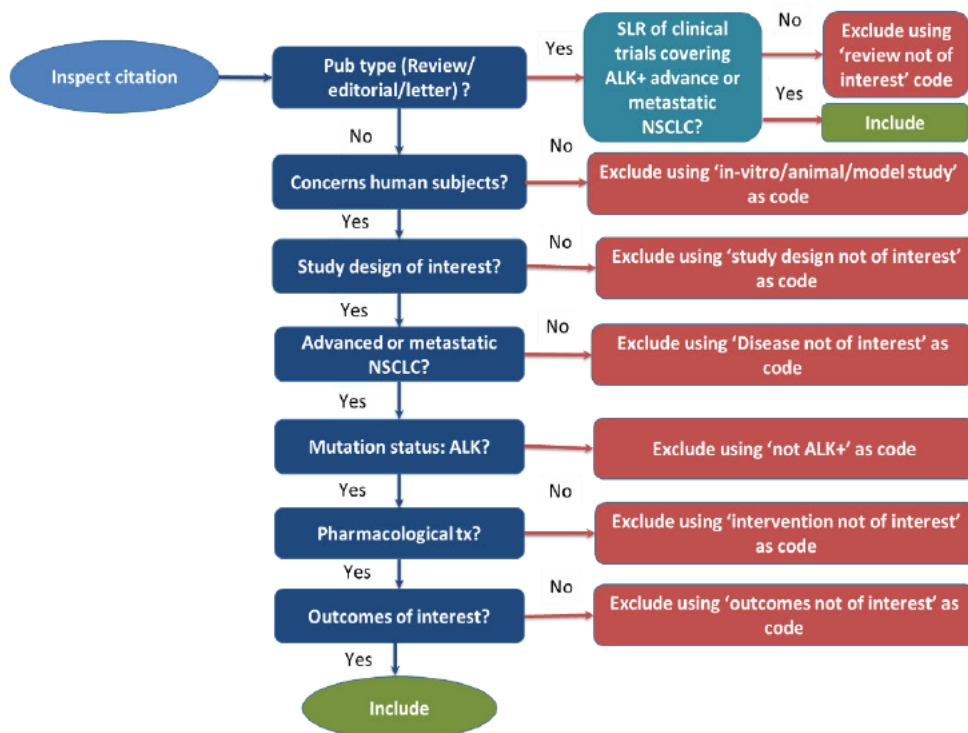 Inspect citation
Pub type (Review/
editorial/letter) ?
Yes
SLR of clinical
trials covering
ALK+ advance or
metastatic
NSCLC?
No
Exclude using
‘review not of
interest’ code
Yes
Include
No
Concerns human subjects?
No
Exclude using ‘in-vitro/animal/model study’
as code
Yes
Study design of interest?
No
Exclude using ‘study design not of interest’
as code
Yes
Advanced or metastatic
NSCLC?
No
Exclude using ‘Disease not of interest’ as
code
Yes
Mutation status: ALK?
Exclude using ‘not ALK+’ as code
Yes
No
Pharmacological tx?
Exclude using ‘intervention not of interest’
as code
Yes
No
Outcomes of interest?
Exclude using ‘outcomes not of interest’ as
code
Yes
Include